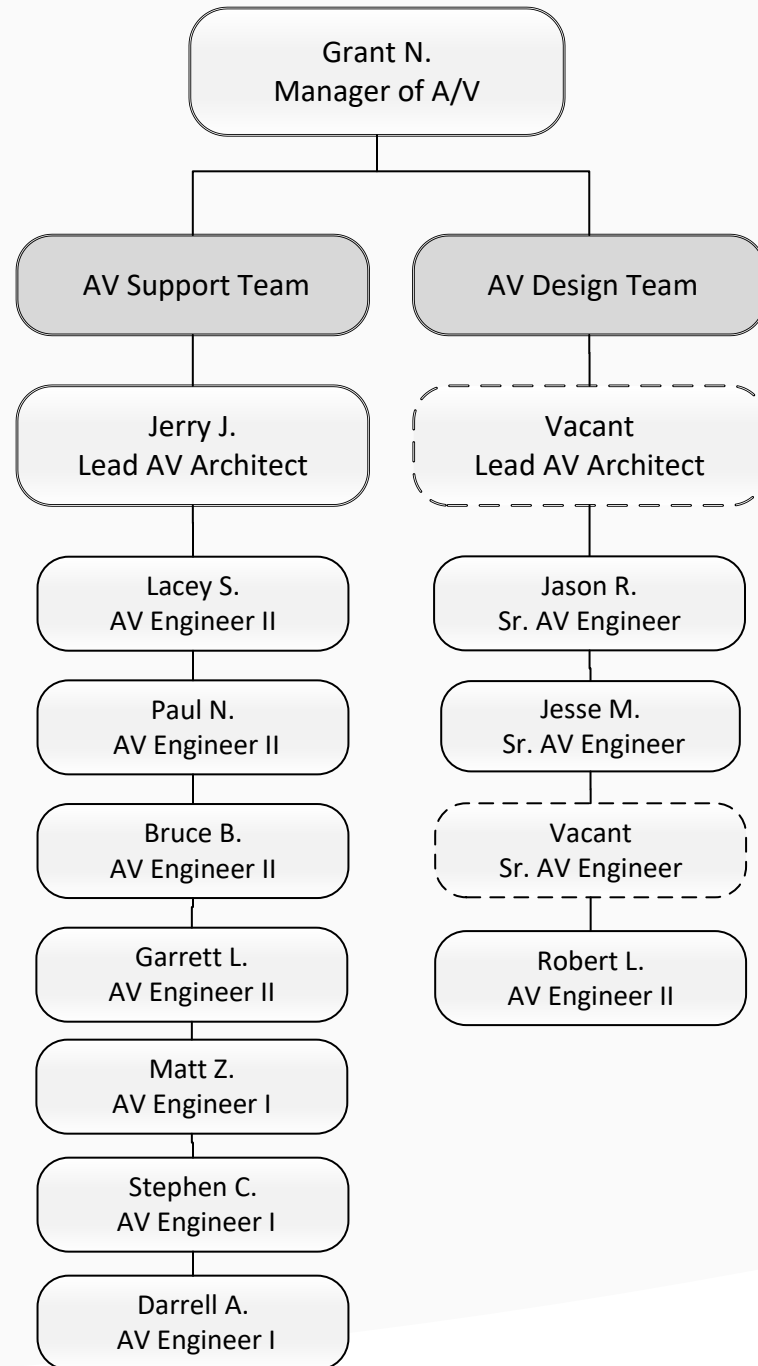 Grant N.
Manager of A/V
AV Support Team
AV Design Team
Jerry J.
Lead AV Architect
Vacant
Lead AV Architect
Lacey S.
AV Engineer II
Jason R.
Sr. AV Engineer
Paul N.
AV Engineer II
Jesse M.
Sr. AV Engineer
Bruce B.
AV Engineer II
Vacant
Sr. AV Engineer
Garrett L.
AV Engineer II
Robert L.
AV Engineer II
Matt Z.
AV Engineer I
Stephen C.
AV Engineer I
Darrell A.
AV Engineer I